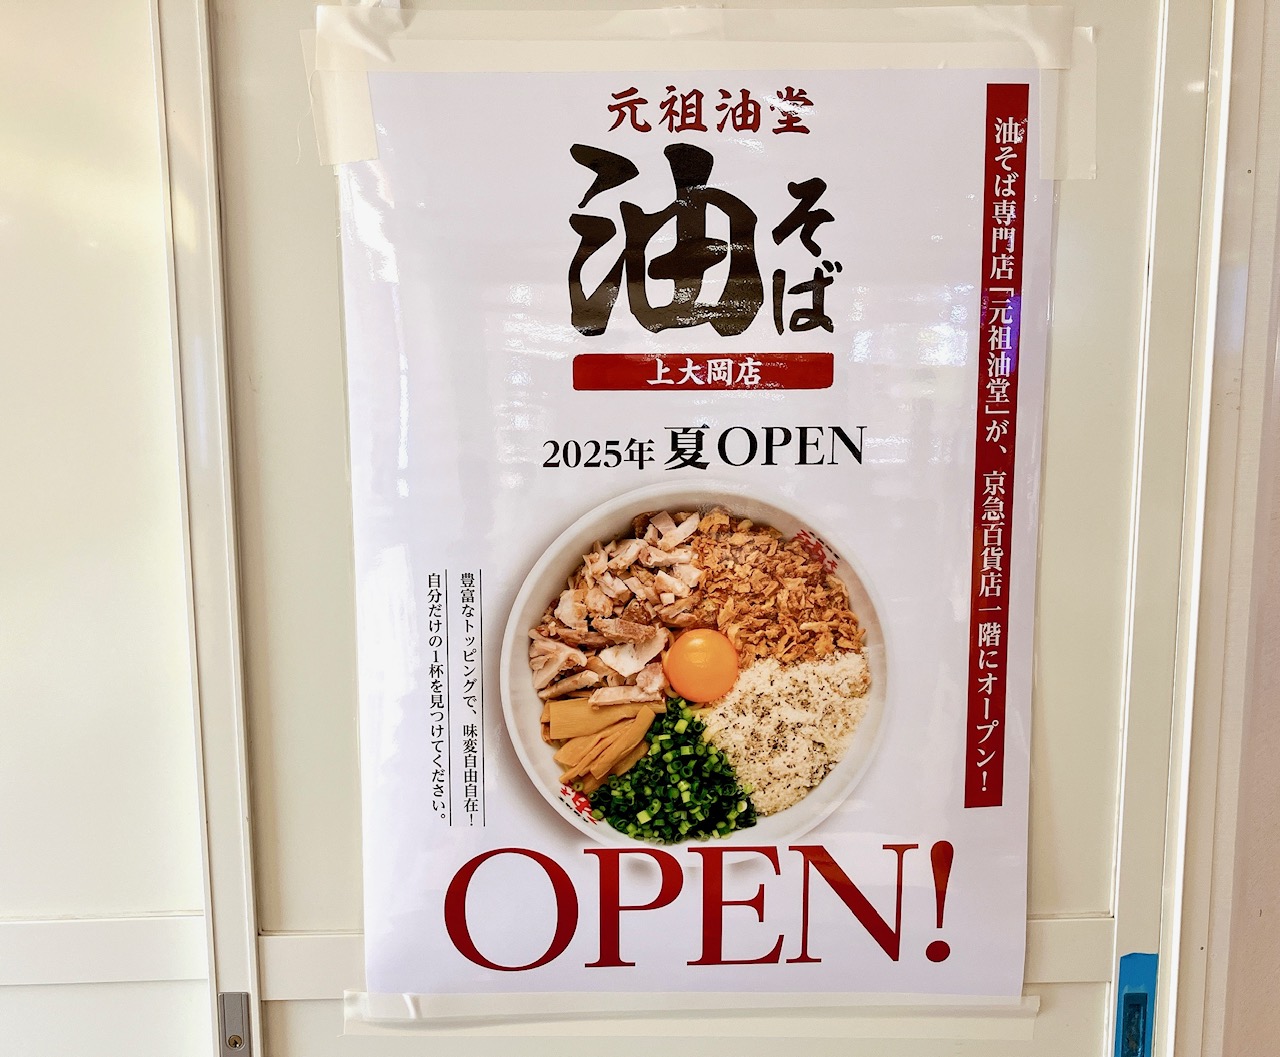 元祖油堂
油そば
上大岡店
2025年 夏OPEN
油そば専門店「元祖油堂」が、京急百貨店一階にオープン！
豊富なトッピングで、味変自由自在！
自分だけの1杯を見つけてください。
OPEN!